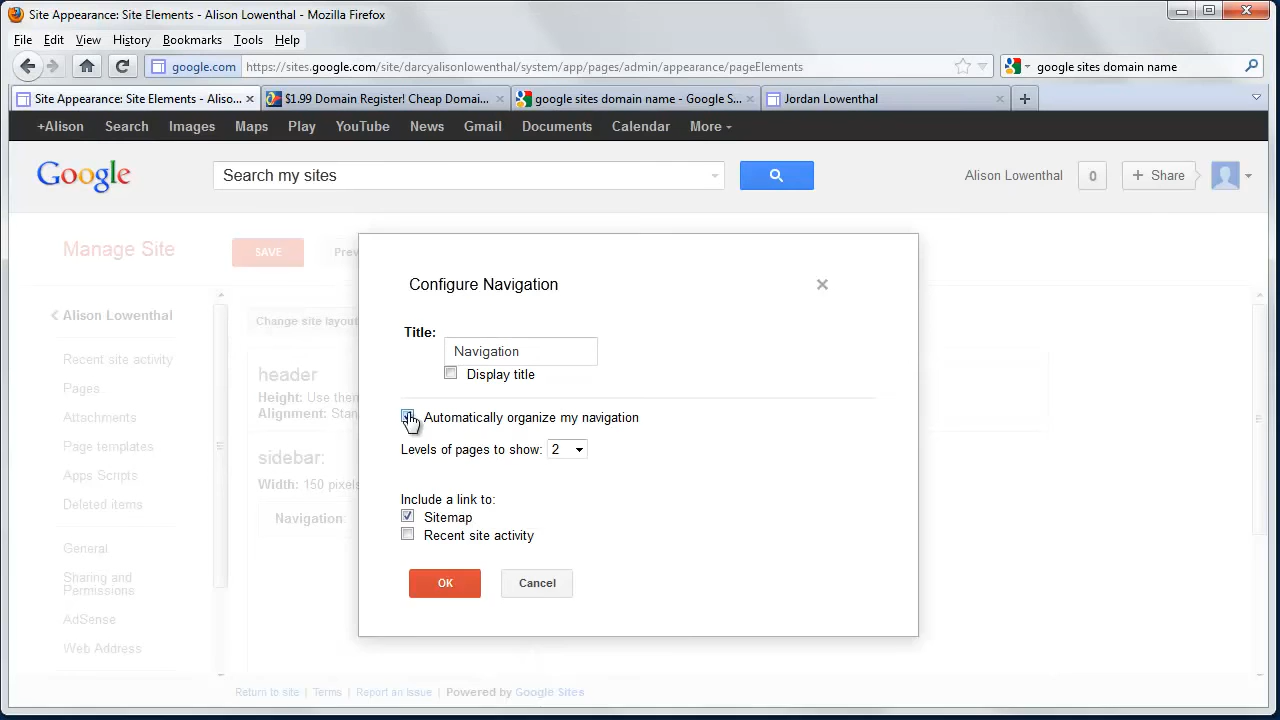 Site Appearance: Site Elements - Alison Lowenthal - Mozilla Firefox
File Edit View History Bookmarks Tools Help
google.com https://sites.google.com/site/darcyalisonlowenthal/system/app/pages/admin/appearance/pageElements google sites domain name
Site Appearance: Site Elements - Aliso... $1.99 Domain Register! Cheap Domai... google sites domain name - Google S... Jordan Lowenthal
+Alison Search Images Maps Play YouTube News Gmail Documents Calendar More
Google Search my sites Alison Lowenthal 0 + Share
Manage Site SAVE Prev
Configure Navigation
Alison Lowenthal Change site layou
Title:
Navigation
Recent site activity
header
Display title
Pages
Height: Use them
Alignment: Stan
Attachments
Automatically organize my navigation
Page templates
sidebar:
Levels of pages to show: 2
Apps Scripts
Width: 150 pixels
Deleted items
Include a link to:
Navigation:
Sitemap
Recent site activity
General
Sharing and
Permissions
OK Cancel
AdSense
Web Address
Return to site | Terms | Report an Issue | Powered by Google Sites